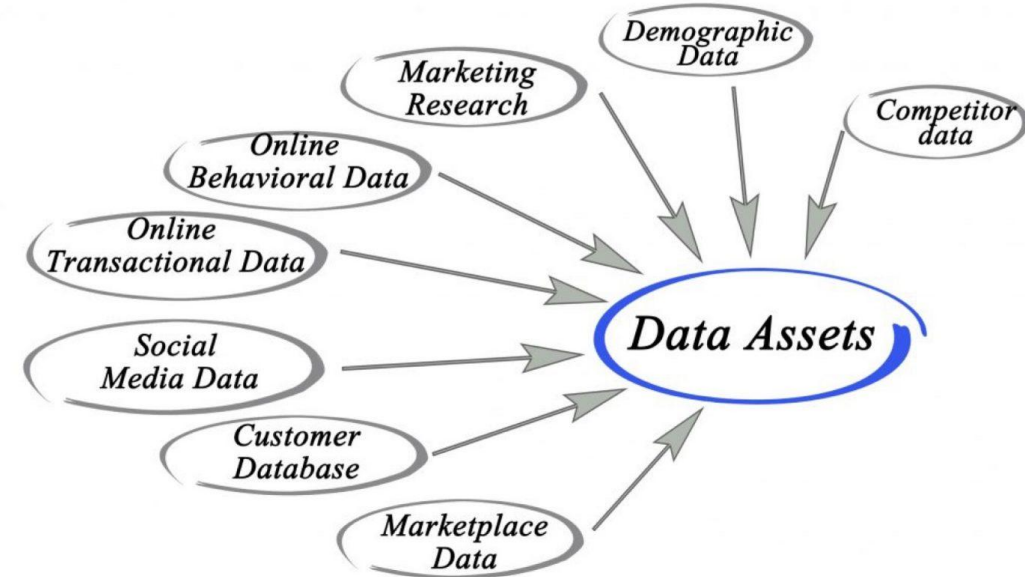 Demographic
Data
Marketing
Research
Competitor
data
Online
Behavioral Data
Online
Transactional Data
Data Assets
Social
Media Data
Customer
Database
Marketplace
Data